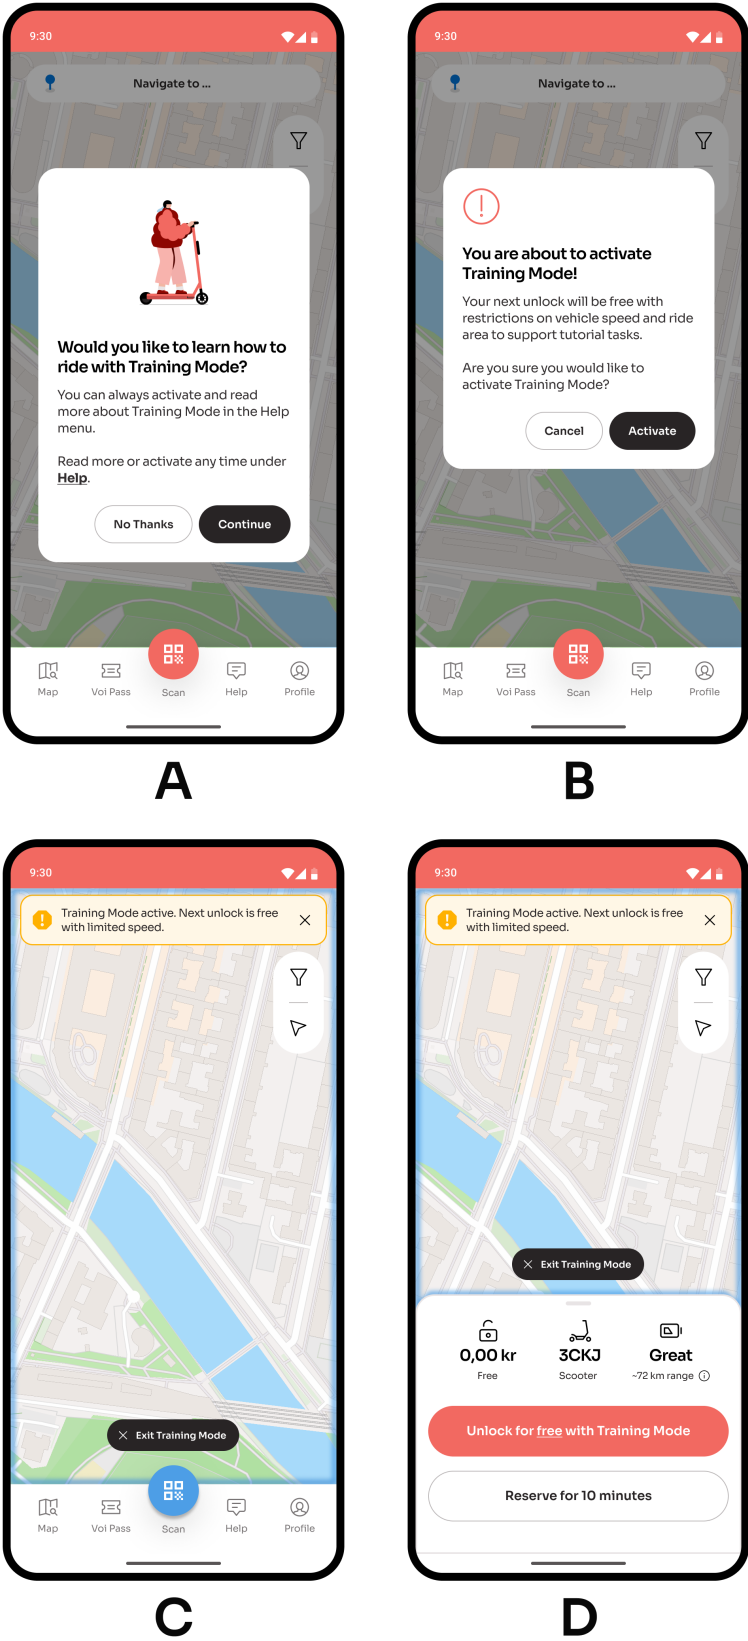 9:30
Navigate to ...
Would you like to learn how to
ride with Training Mode?
You can always activate and read
more about Training Mode in the Help
menu.
Read more or activate any time under
Help.
No Thanks
Continue
Map
Voi Pass
Scan
Help
Profile
A
9:30
Navigate to ...
You are about to activate
Training Mode!
Your next unlock will be free with
restrictions on vehicle speed and ride
area to support tutorial tasks.
Are you sure you would like to
activate Training Mode?
Cancel
Activate
Map
Voi Pass
Scan
Help
Profile
B
9:30
Training Mode active. Next unlock is free
with limited speed.
Exit Training Mode
Map
Voi Pass
Scan
Help
Profile
C
9:30
Training Mode active. Next unlock is free
with limited speed.
Exit Training Mode
0,00 kr
Free
3CKJ
Scooter
Great
~72 km range
Unlock for free with Training Mode
Reserve for 10 minutes
D